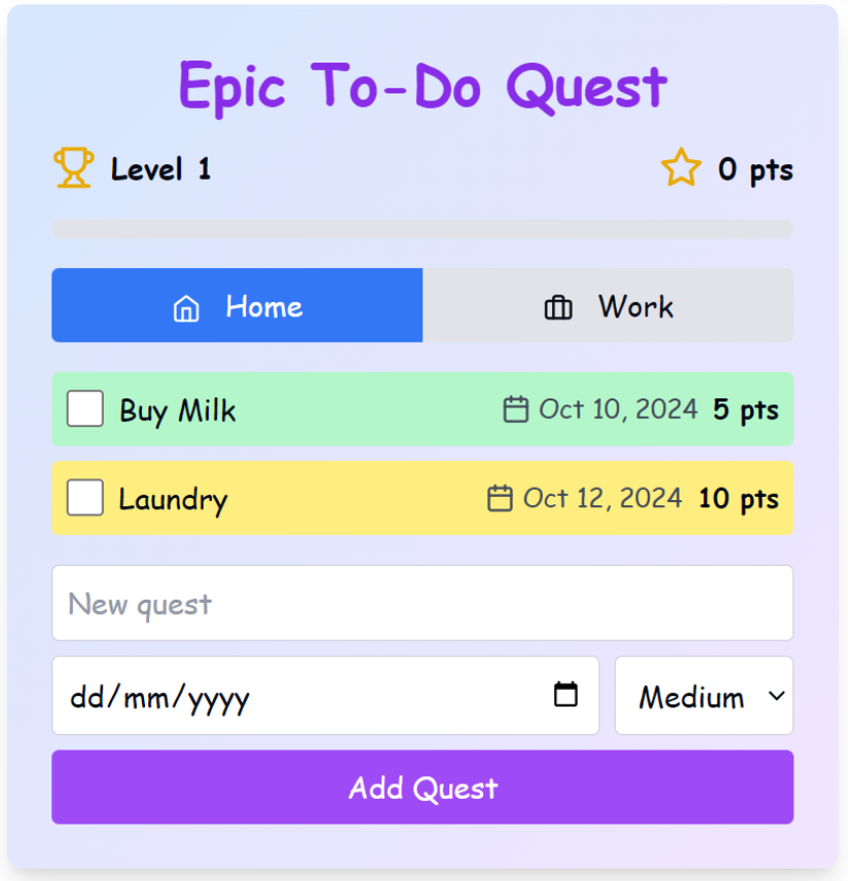 Epic To-Do Quest
Level 1 0 pts
Home Work
Buy Milk Oct 10, 2024 5 pts
Laundry Oct 12, 2024 10 pts
New quest
dd/mm/yyyy Medium
Add Quest